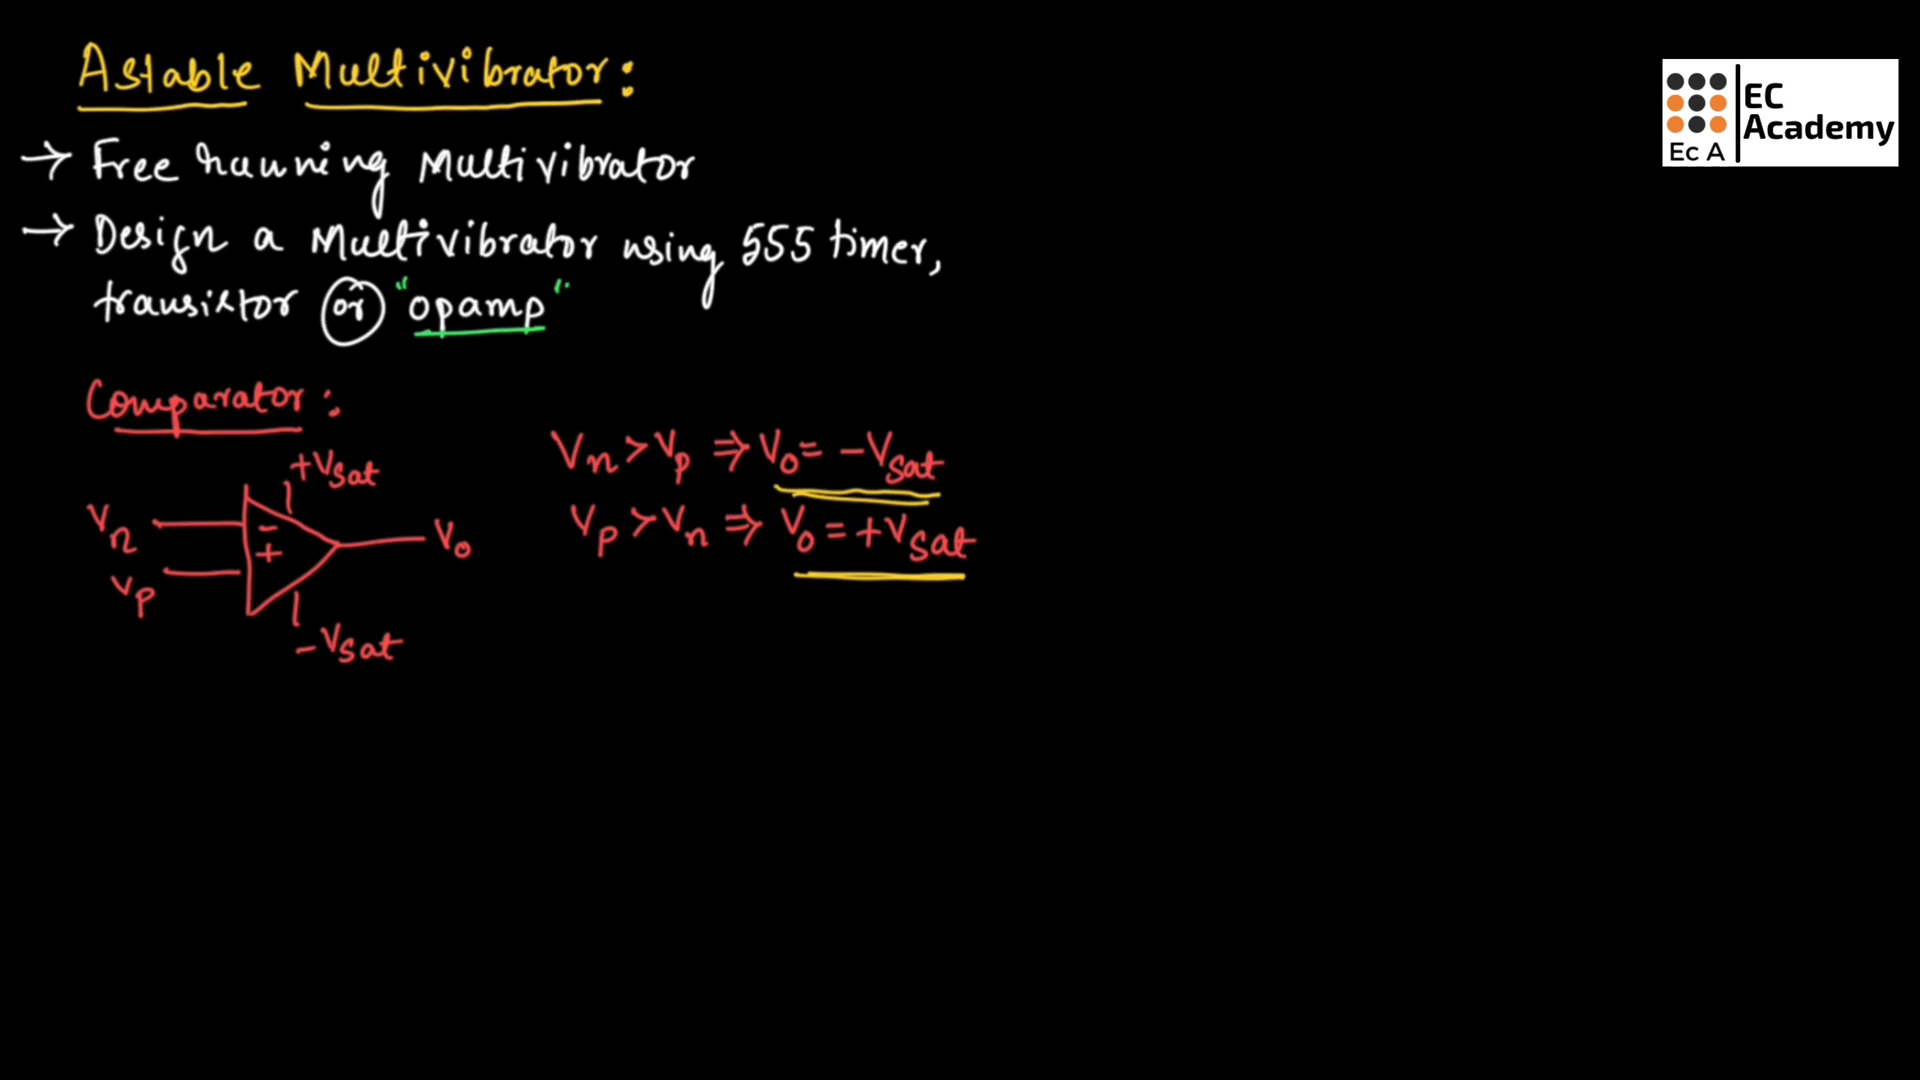 Astable Multivibrator:
→ Free running Multivibrator
→ Design a Multivibrator using 555 timer,
transistor or "opamp"
Comparator:
+Vsat
Vn
-
+
Vo
Vp
-Vsat
Vn > Vp ⇒ Vo = -Vsat
Vp > Vn ⇒ Vo = +Vsat
EC
Academy
Ec A